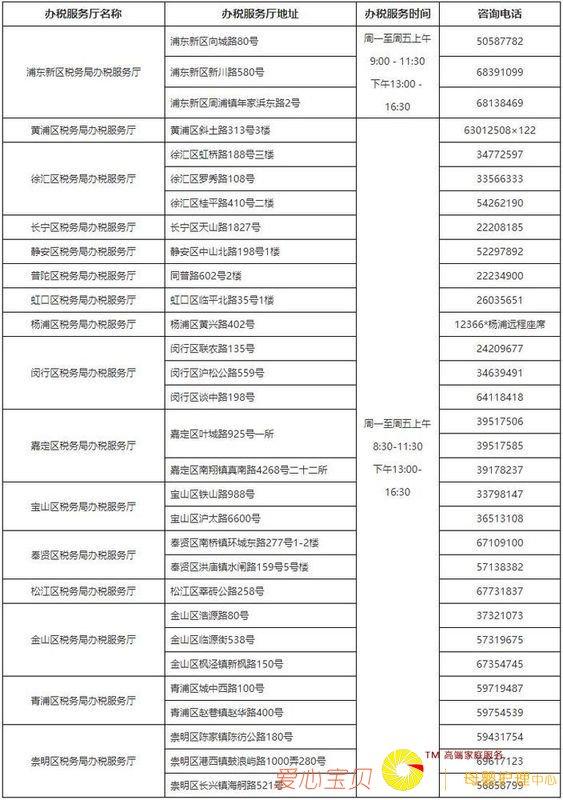 办税服务厅名称 办税服务厅地址 办税服务时间 咨询电话
浦东新区税务局办税服务厅 浦东新区向城路80号 周一至周五上午9:00 - 11:30下午13:00 - 16:30 50587782
浦东新区新川路580号 68391099
浦东新区周浦镇年家浜东路2号 68138469
黄浦区税务局办税服务厅 黄浦区斜土路313号3楼 周一至周五上午8:30-11:30下午13:00-16:30 63012508×122
徐汇区税务局办税服务厅 徐汇区虹桥路188号三楼 34772597
徐汇区罗秀路108号 33566333
徐汇区桂平路410号二楼 54262190
长宁区税务局办税服务厅 长宁区天山路1827号 22208185
静安区税务局办税服务厅 静安区中山北路198号1楼 52297892
普陀区税务局办税服务厅 同普路602号2楼 22234900
虹口区税务局办税服务厅 虹口区临平北路35号1楼 26035651
杨浦区税务局办税服务厅 杨浦区黄兴路402号 12366*杨浦远程座席
闵行区税务局办税服务厅 闵行区联农路135号 24209677
闵行区沪松公路559号 34639491
闵行区谈中路198号 64118418
嘉定区税务局办税服务厅 嘉定区叶城路925号一所 39517506
39517585
嘉定区南翔镇真南路4268号二十二所 39178237
宝山区税务局办税服务厅 宝山区铁山路988号 33798147
宝山区沪太路6600号 36513108
奉贤区税务局办税服务厅 奉贤区南桥镇环城东路277号1-2楼 67109100
奉贤区洪庙镇水闸路159号5号楼 57138382
松江区税务局办税服务厅 松江区莘砖公路258号 67731837
金山区税务局办税服务厅 金山区浩源路80号 37321073
金山区临源街538号 57319675
金山区枫泾镇新枫路150号 67354745
青浦区税务局办税服务厅 青浦区城中西路100号 59719487
青浦区赵巷镇赵华路400号 59754539
崇明区税务局办税服务厅 崇明区陈家镇陈彷公路180号 59431754
崇明区港西镇鼓浪屿路1000弄280号 69617123
崇明区长兴镇海舸路521号 56858799
爱心宝贝
TM 高端家庭服务
母婴护理中心